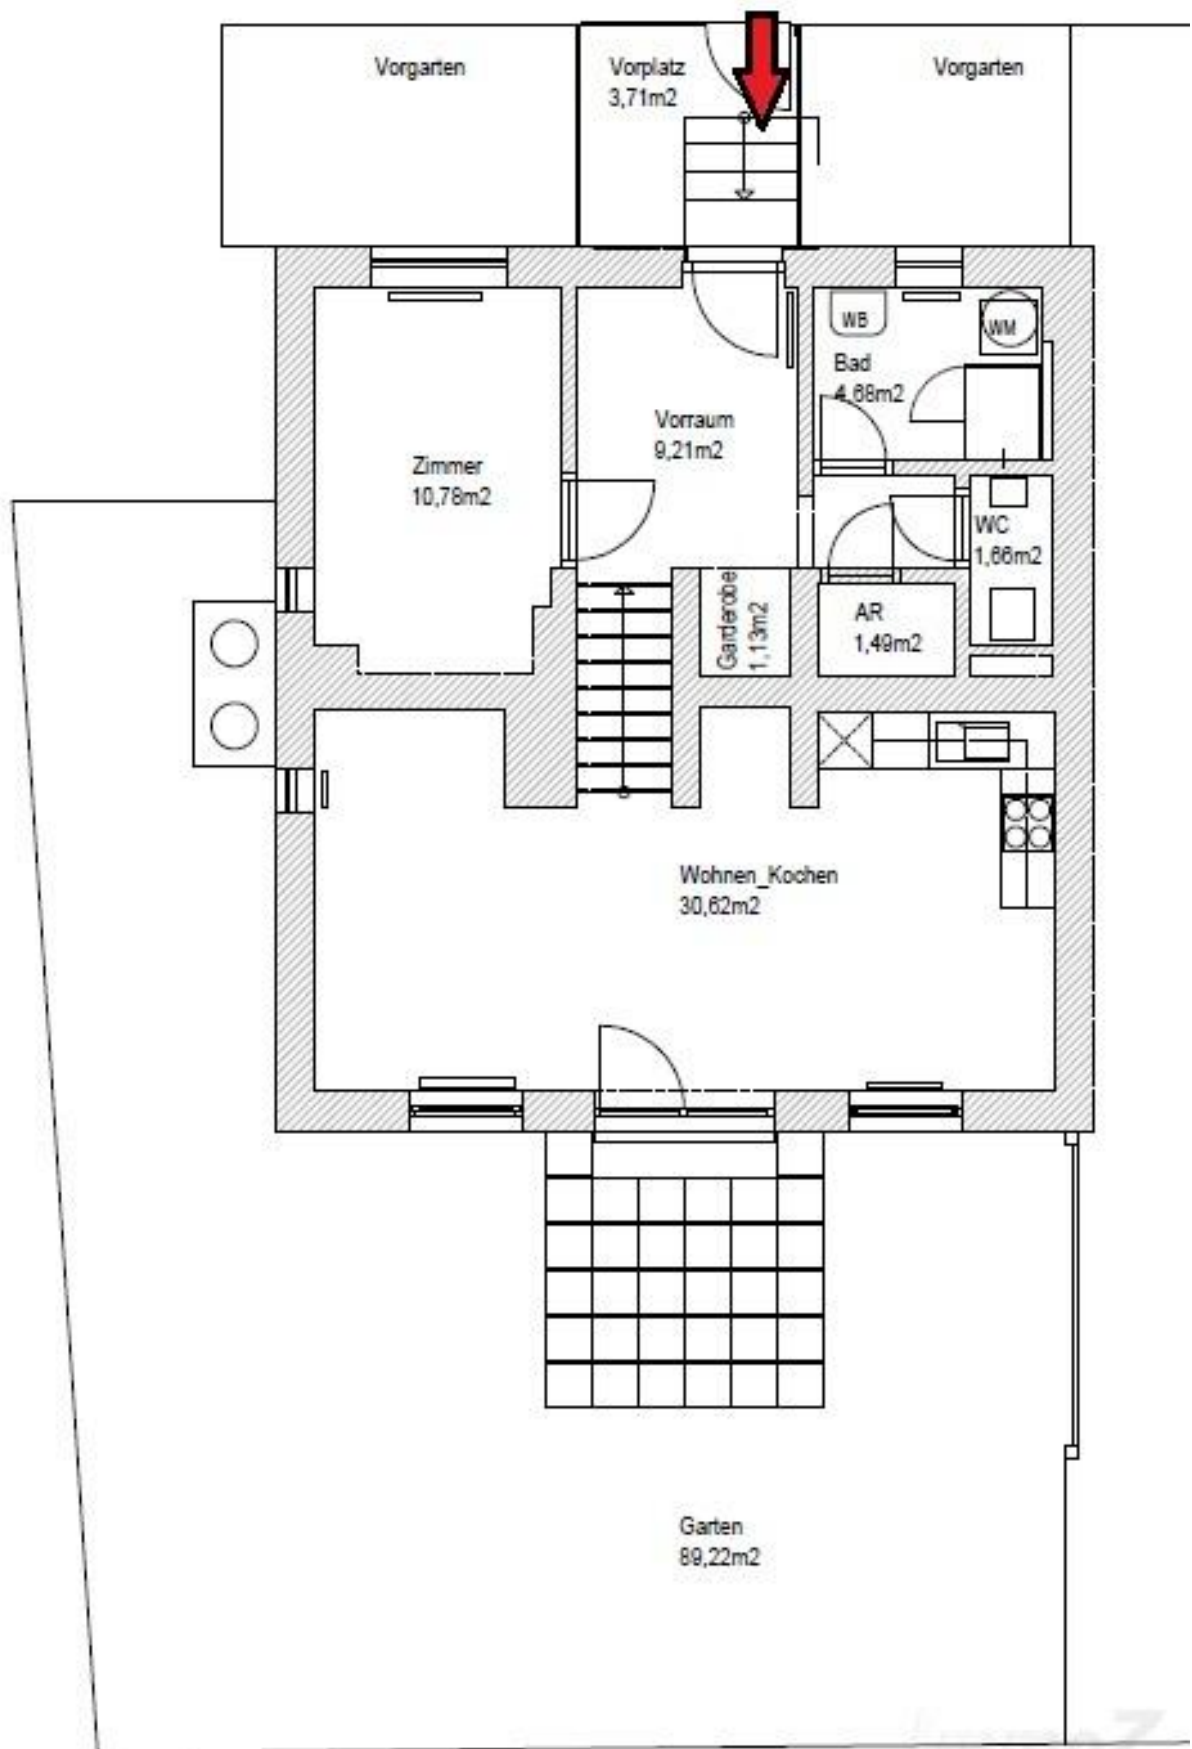 Vorgarten
Vorplatz
3,71m2
Vorgarten
WB
WM
Bad
4,68m2
Vorraum
9,21m2
Zimmer
10,78m2
WC
1,66m2
Garderobe
1,13m2
AR
1,49m2
Wohnen_Kochen
30,62m2
Garten
89,22m2